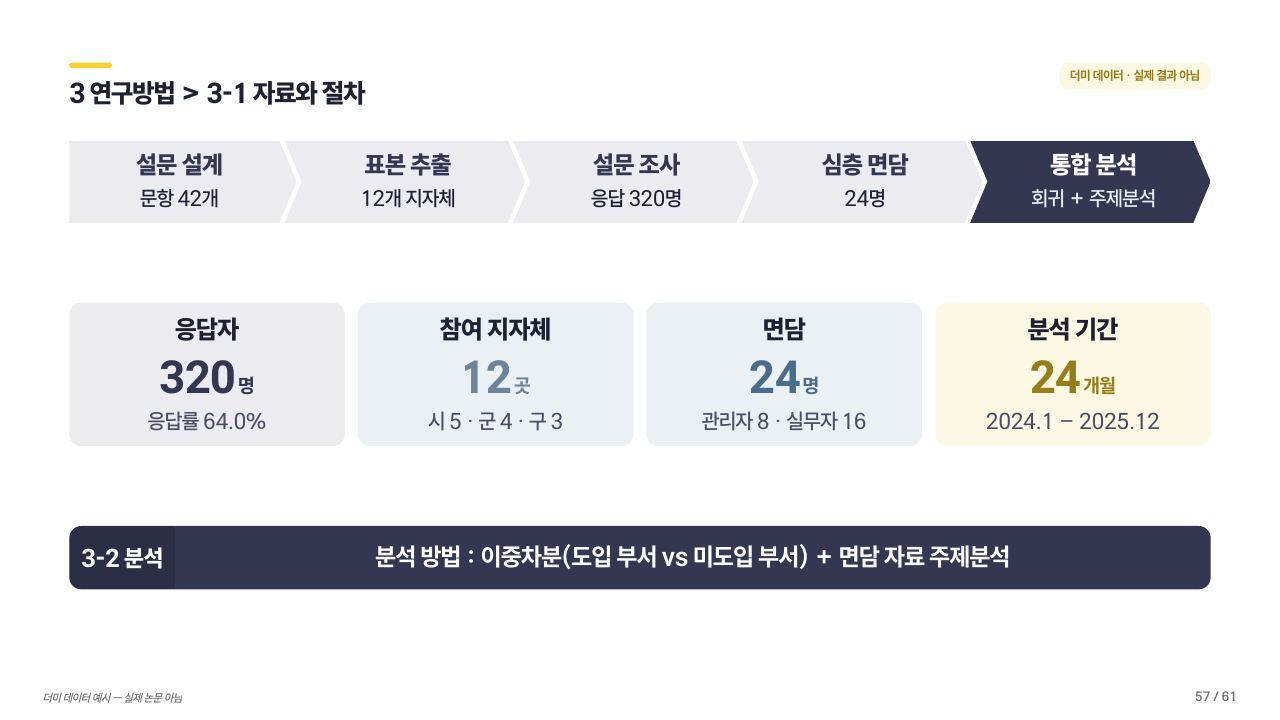 3 연구방법 > 3-1 자료와 절차
더미 데이터 · 실제 결과 아님
설문 설계
문항 42개
표본 추출
12개 지자체
설문 조사
응답 320명
심층 면담
24명
통합 분석
회귀 + 주제분석
응답자
320명
응답률 64.0%
참여 지자체
12곳
시 5 · 군 4 · 구 3
면담
24명
관리자 8 · 실무자 16
분석 기간
24개월
2024.1 – 2025.12
3-2 분석
분석 방법 : 이중차분(도입 부서 vs 미도입 부서) + 면담 자료 주제분석
더미 데이터 예시 — 실제 논문 아님
57 / 61